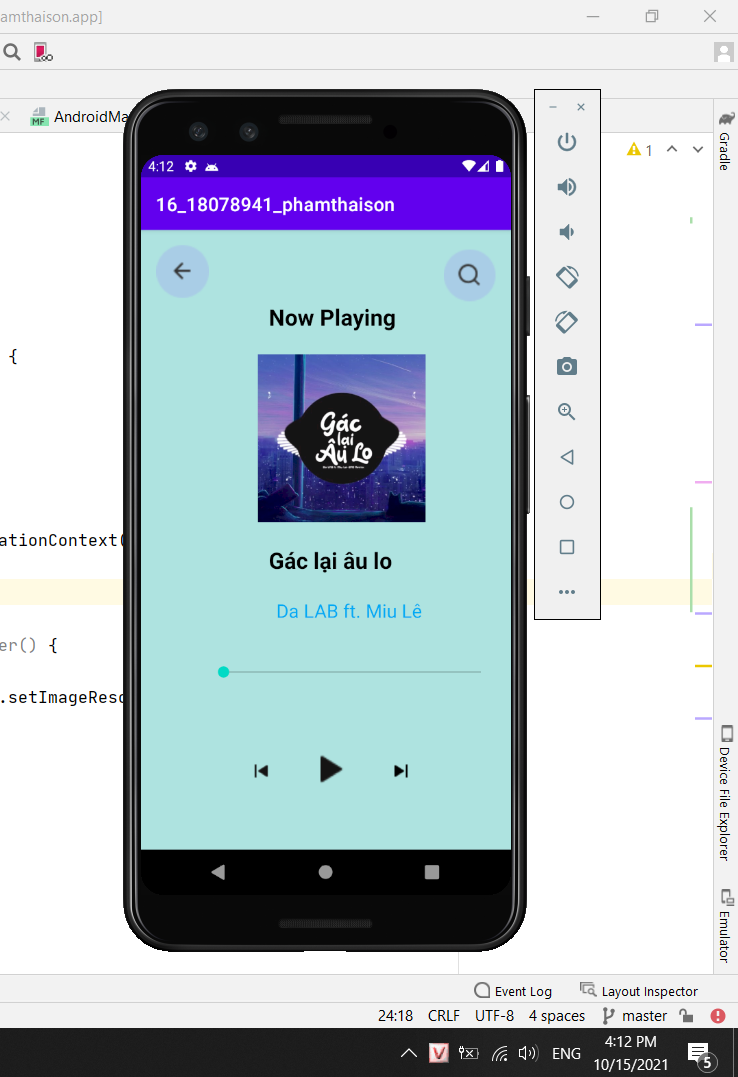 amthaison.app]
AndroidMa
MF
1
Gradle
4:12
16_18078941_phamthaison
Now Playing
Gác
lại
Âu Lo
Gác lại âu lo
Da LAB ft. Miu Lê
{
ationContext(
er() {
.setImageReso
Device File Explorer
Emulator
Event Log
Layout Inspector
24:18
CRLF
UTF-8
4 spaces
master
V
ENG
4:12 PM
10/15/2021
5